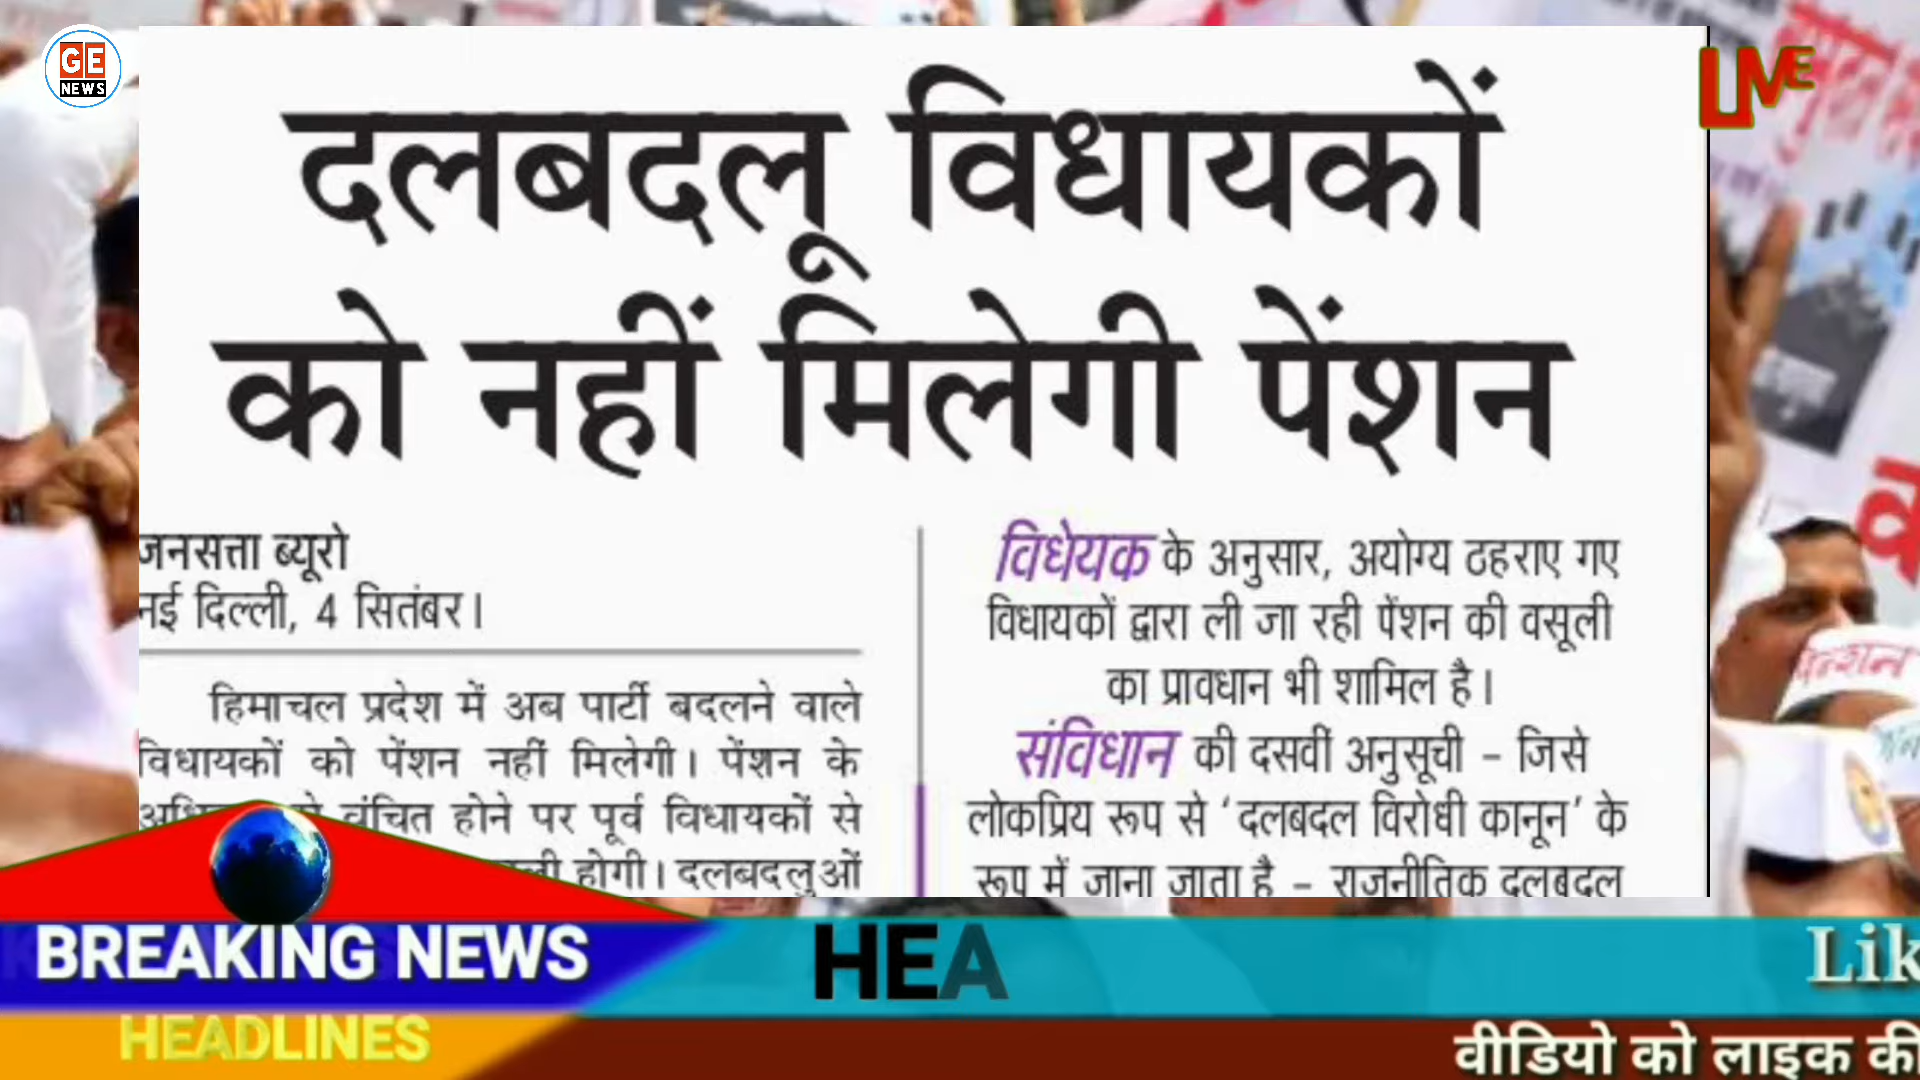 GE
NEWS
LIVE
दलबदलू विधायकों
को नहीं मिलेगी पेंशन
जनसत्ता ब्यूरो
नई दिल्ली, 4 सितंबर।
हिमाचल प्रदेश में अब पार्टी बदलने वाले
विधायकों को पेंशन नहीं मिलेगी। पेंशन के
वंचित होने पर पूर्व विधायकों से
होगी। दलबदलुओं
विधेयक के अनुसार, अयोग्य ठहराए गए
विधायकों द्वारा ली जा रही पेंशन की वसूली
का प्रावधान भी शामिल है।
संविधान की दसवीं अनुसूची – जिसे
लोकप्रिय रूप से ‘दलबदल विरोधी कानून’ के
रूप में जाना जाता है – राजनीतिक दलबदल
पेन्शन
BREAKING NEWS
HEA
Lik
HEADLINES
वीडियो को लाइक की